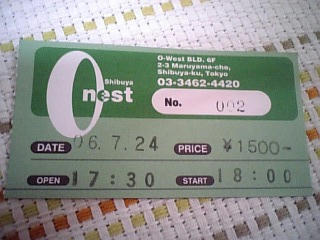 O-West BLD. 6F
2-3 Maruyama-cho,
Shibuya-ku, Tokyo
03-3462-4420
Shibuya
Onest
No. 002
DATE 06.7.24 PRICE ¥1500~
OPEN 17:30 START 18:00